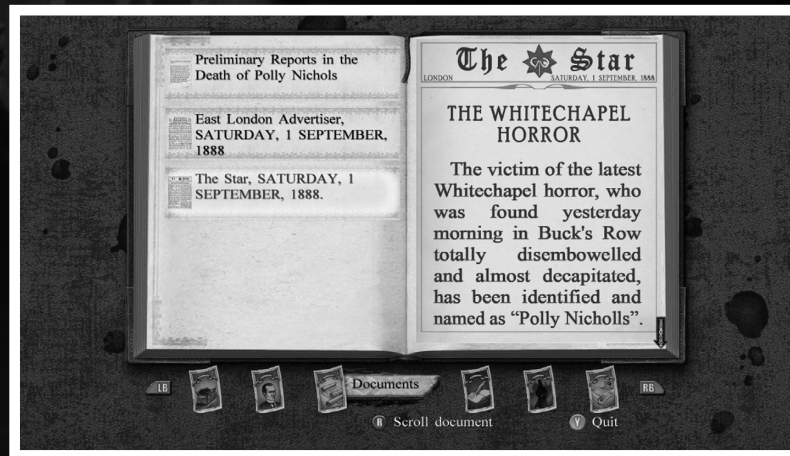 Preliminary Reports in the
Death of Polly Nichols
East London Advertiser,
SATURDAY, 1 SEPTEMBER,
1888
The Star, SATURDAY, 1
SEPTEMBER, 1888.
The Star
LONDON
SATURDAY, 1 SEPTEMBER, 1888
THE WHITECHAPEL
HORROR
The victim of the latest
Whitechapel horror, who
was found yesterday
morning in Buck's Row
totally disembowelled
and almost decapitated,
has been identified and
named as “Polly Nicholls”.
LB
Documents
RB
R Scroll document
Y Quit